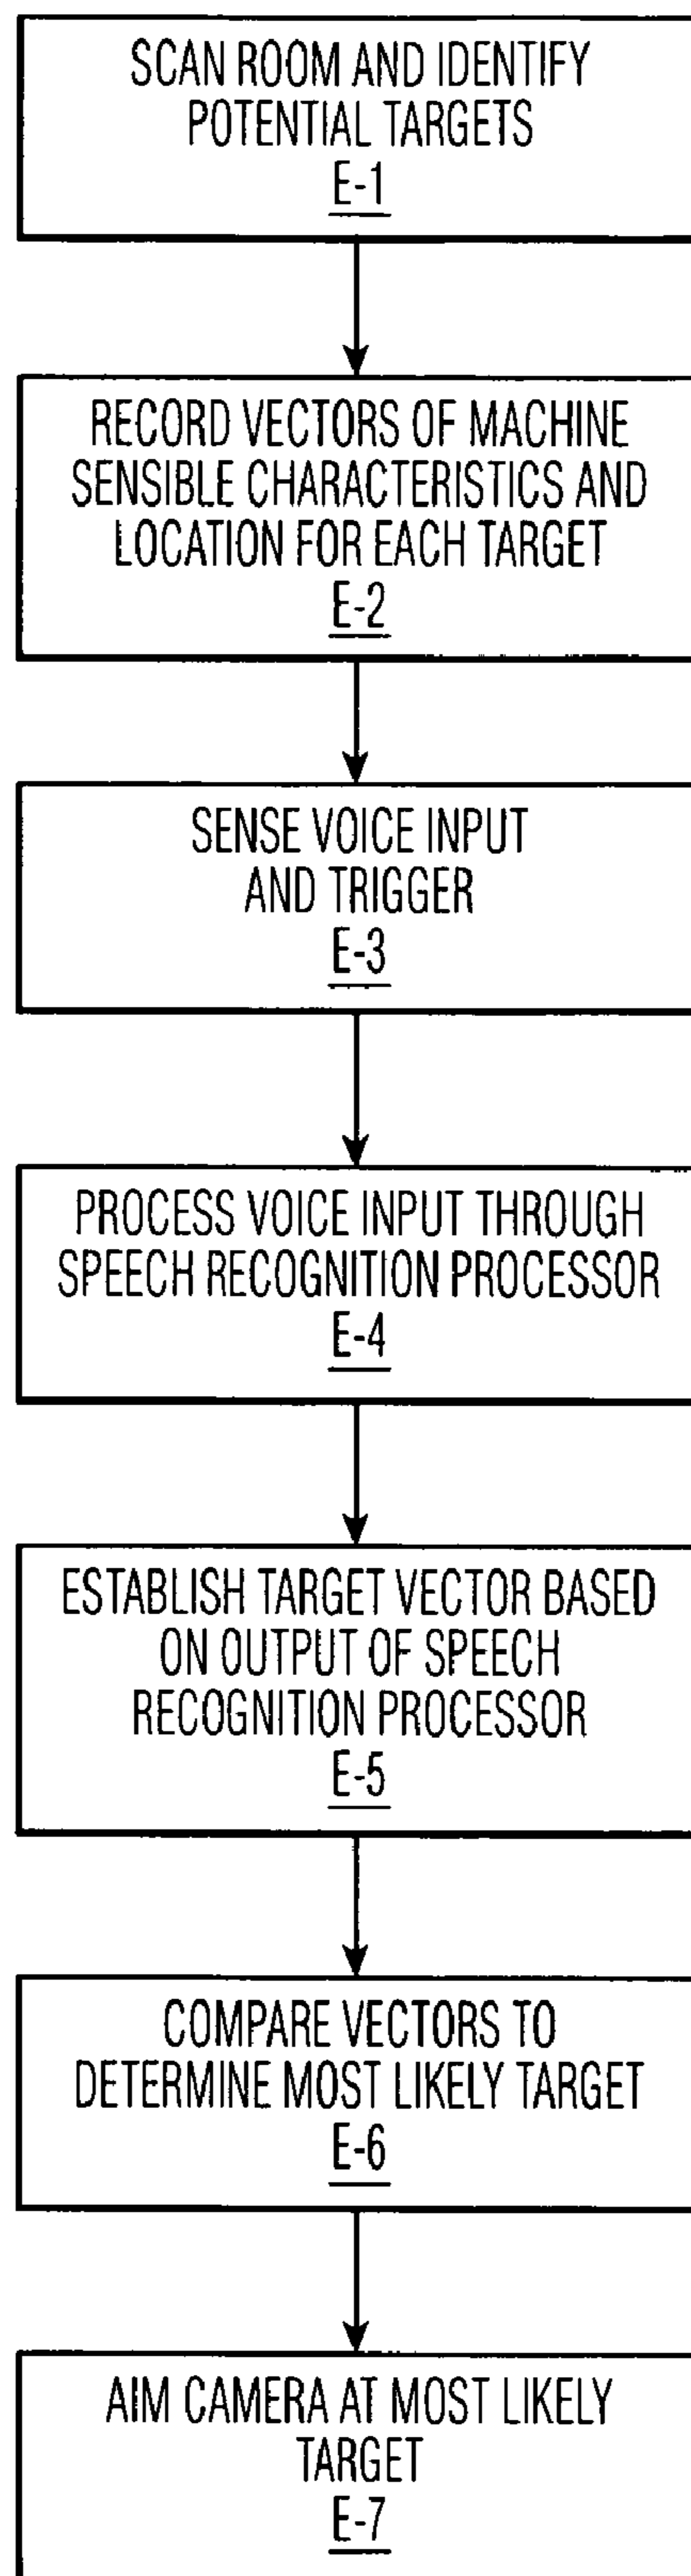 SCAN ROOM AND IDENTIFY
POTENTIAL TARGETS
E-1
RECORD VECTORS OF MACHINE
SENSIBLE CHARACTERISTICS AND
LOCATION FOR EACH TARGET
E-2
SENSE VOICE INPUT
AND TRIGGER
E-3
PROCESS VOICE INPUT THROUGH
SPEECH RECOGNITION PROCESSOR
E-4
ESTABLISH TARGET VECTOR BASED
ON OUTPUT OF SPEECH
RECOGNITION PROCESSOR
E-5
COMPARE VECTORS TO
DETERMINE MOST LIKELY TARGET
E-6
AIM CAMERA AT MOST LIKELY
TARGET
E-7